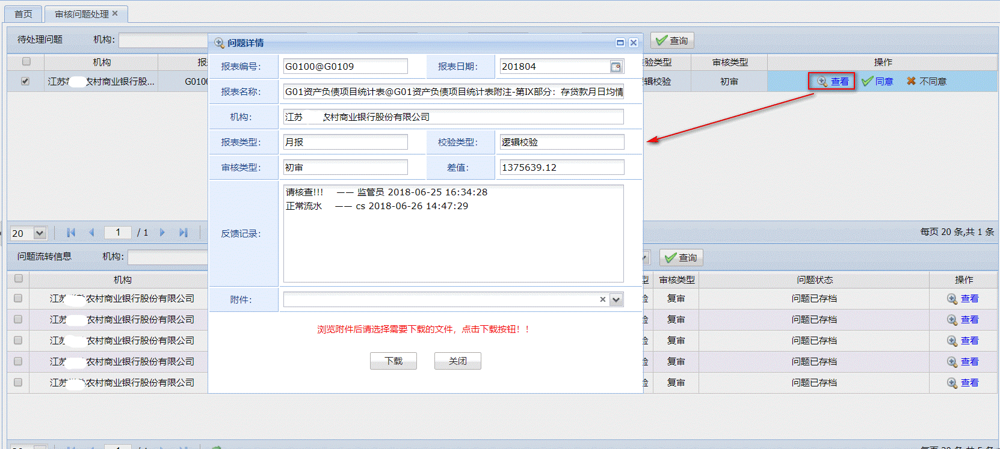 首页 审核问题处理
待处理问题 机构： 查询
机构 审核类型 操作
江苏 农村商业银行股... G0100 辑校验 初审 查看 同意 不同意
问题详情
报表编号： G0100@G0109 报表日期： 201804
报表名称： G01资产负债项目统计表@G01资产负债项目统计表附注-第IX部分：存贷款月日均情
机构： 江苏 农村商业银行股份有限公司
报表类型： 月报 校验类型： 逻辑校验
审核类型： 初审 差值： 1375639.12
反馈记录：
请核查!!! —— 监管员 2018-06-25 16:34:28
正常流水 —— cs 2018-06-26 14:47:29
附件：
浏览附件后请选择需要下载的文件，点击下载按钮！！
下载 关闭
20 1 / 1 每页 20 条,共 1 条
问题流转信息 机构： 查询
机构 型 审核类型 问题状态 操作
江苏 农村商业银行股份有限公司 验 复审 问题已存档 查看
江苏 农村商业银行股份有限公司 验 复审 问题已存档 查看
江苏 农村商业银行股份有限公司 验 复审 问题已存档 查看
江苏 农村商业银行股份有限公司 验 复审 问题已存档 查看
江苏 农村商业银行股份有限公司 验 复审 问题已存档 查看